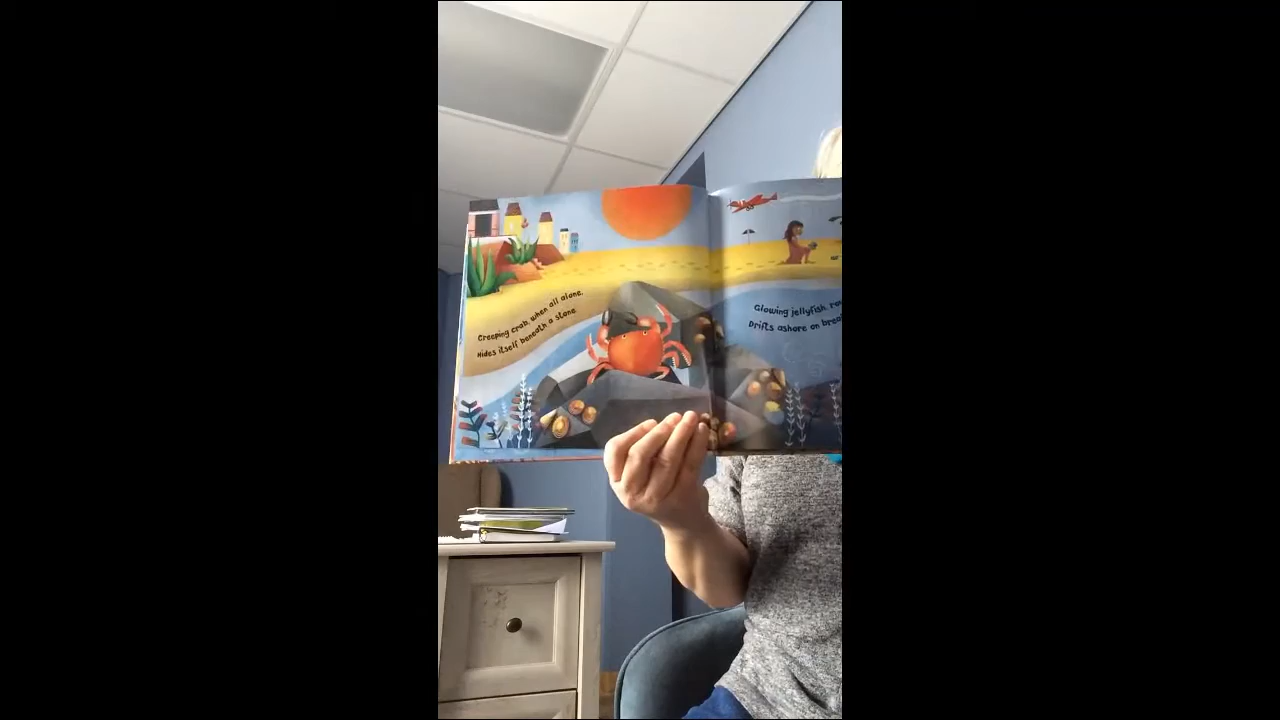 Creeping crab, when all alone,
Hides itself beneath a stone.
Glowing jellyfish
Drifts ashore on